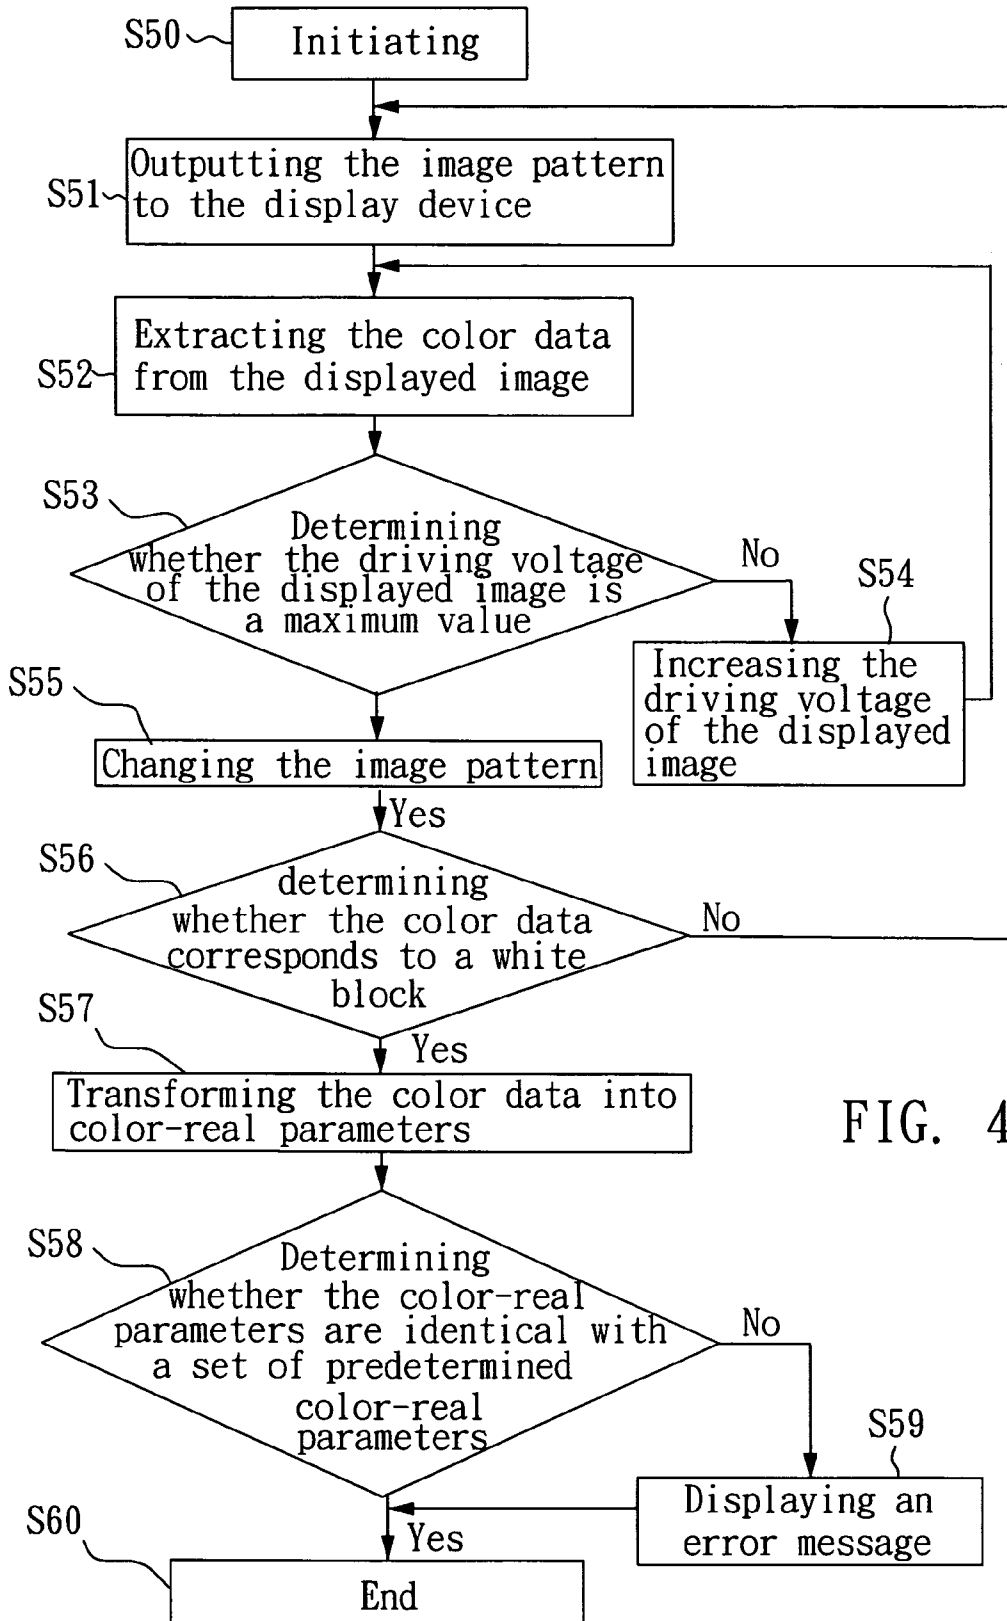 S50
Initiating
S51
Outputting the image pattern
to the display device
S52
Extracting the color data
from the displayed image
S53
Determining
whether the driving voltage
of the displayed image is
a maximum value
No
S54
Increasing the
driving voltage
of the displayed
image
S55
Changing the image pattern
Yes
S56
determining
whether the color data
corresponds to a white
block
No
S57
Yes
Transforming the color data into
color-real parameters
FIG. 4
S58
Determining
whether the color-real
parameters are identical with
a set of predetermined
color-real
parameters
No
S59
Displaying an
error message
Yes
S60
End